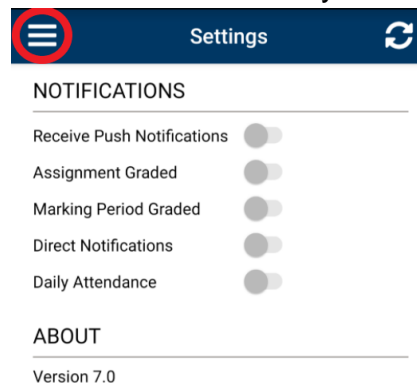 Settings
NOTIFICATIONS
Receive Push Notifications
Assignment Graded
Marking Period Graded
Direct Notifications
Daily Attendance
ABOUT
Version 7.0